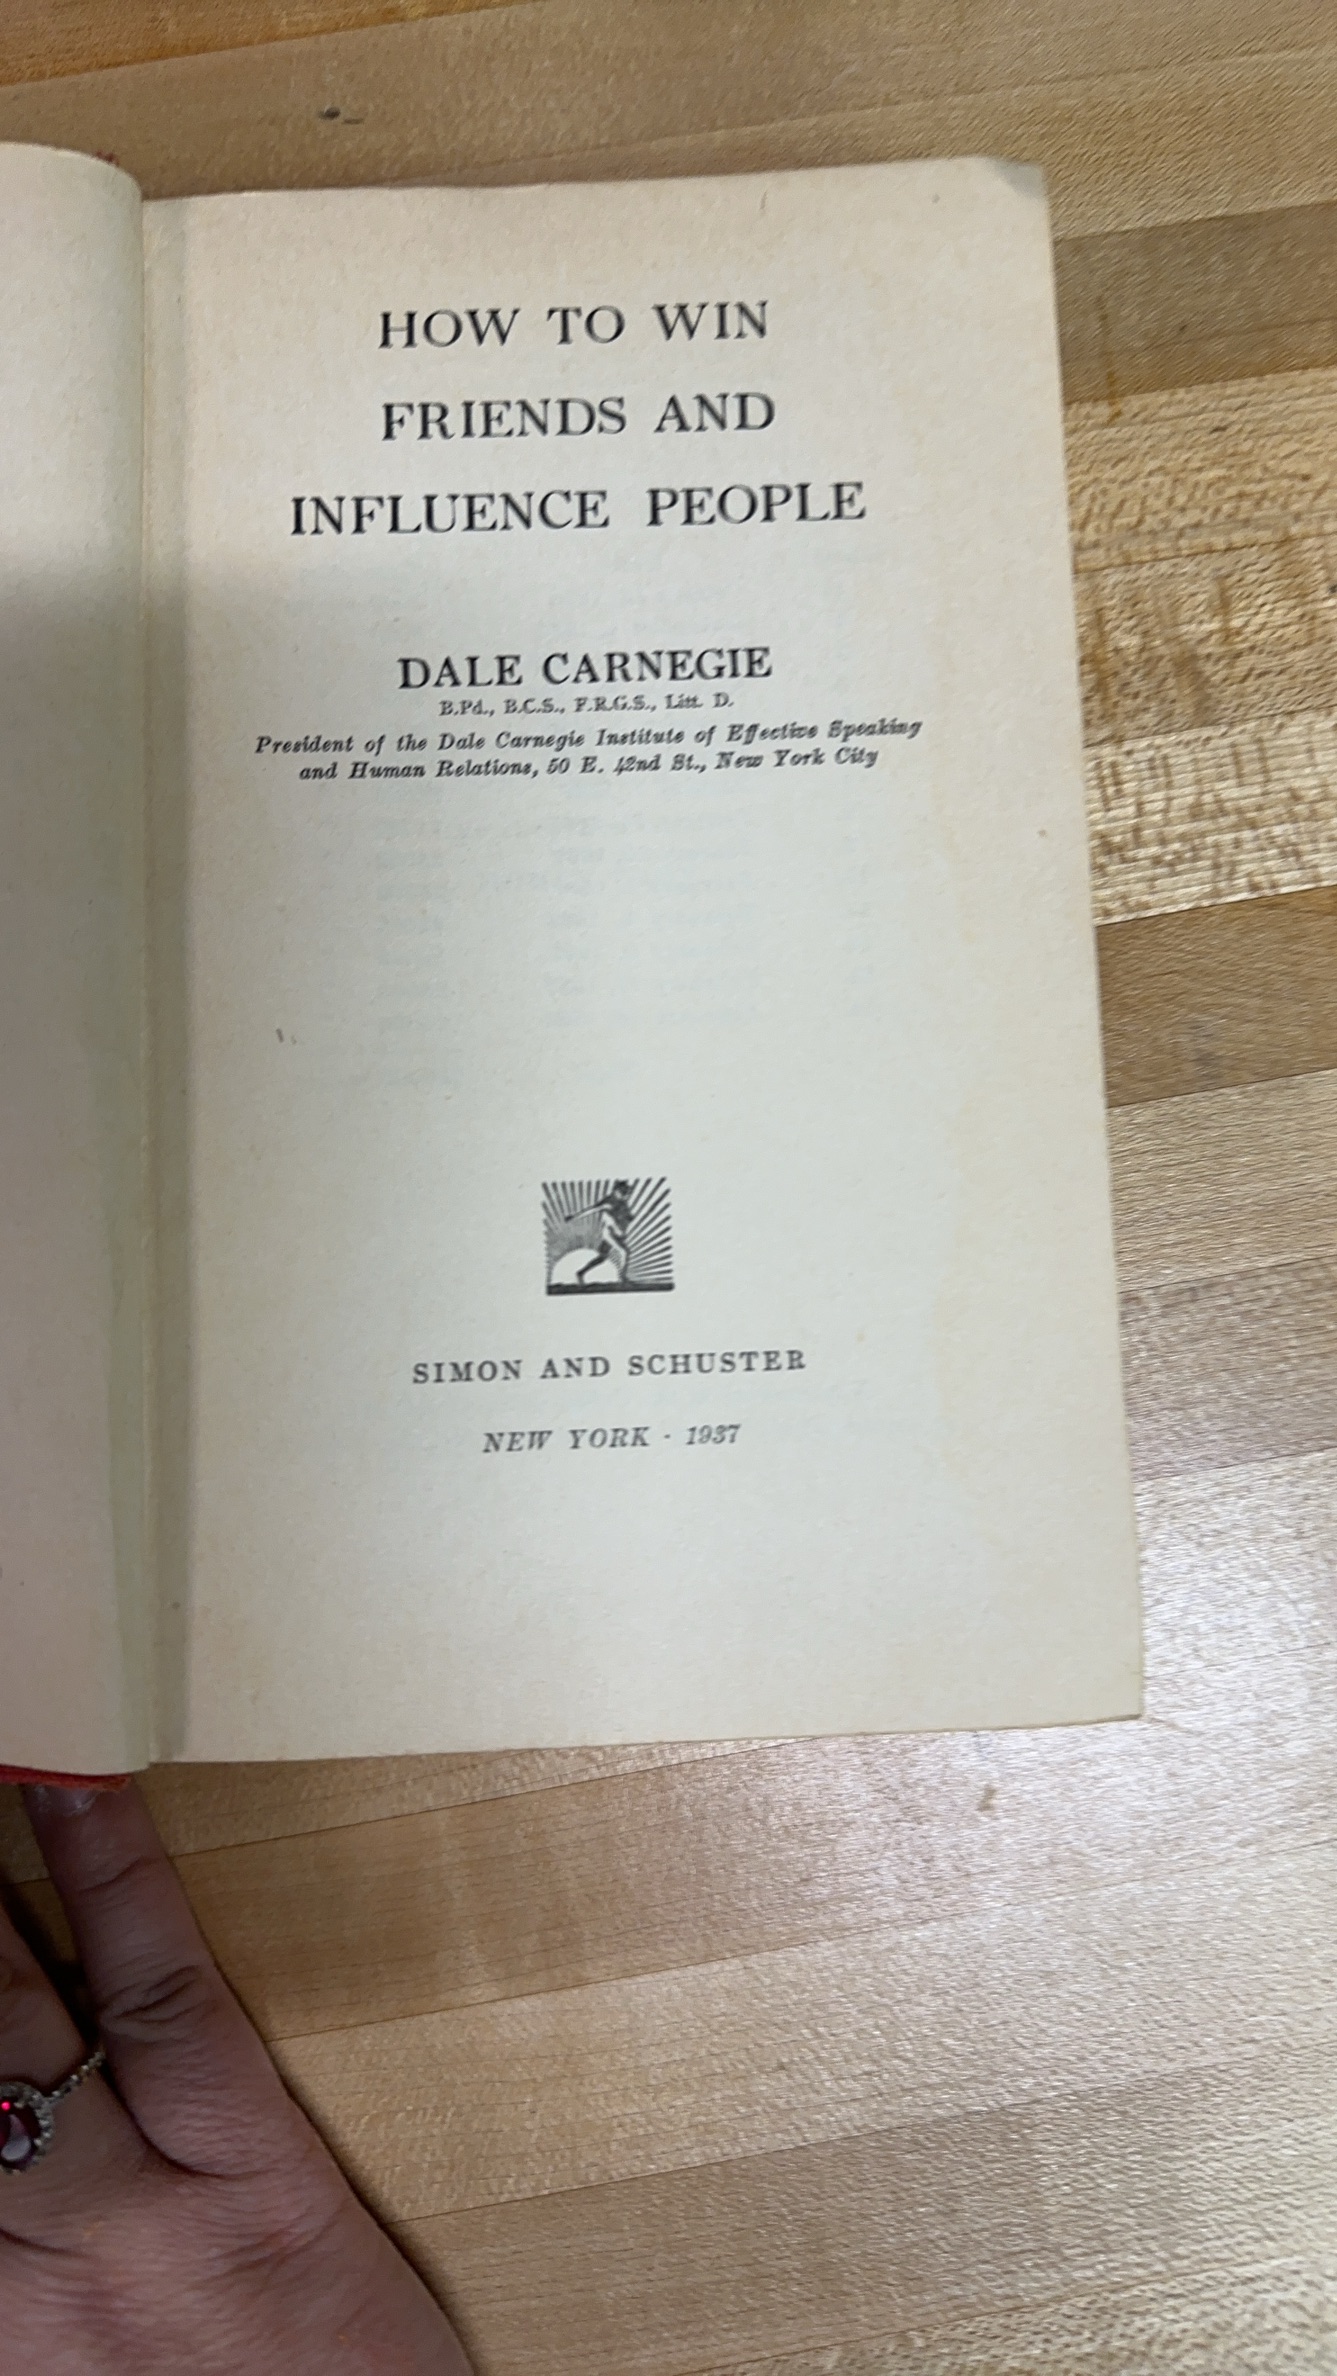 HOW TO WIN
FRIENDS AND
INFLUENCE PEOPLE
DALE CARNEGIE
B.Pd., B.C.S., F.R.G.S., Litt. D.
President of the Dale Carnegie Institute of Effective Speaking
and Human Relations, 50 E. 42nd St., New York City
SIMON AND SCHUSTER
NEW YORK · 1937